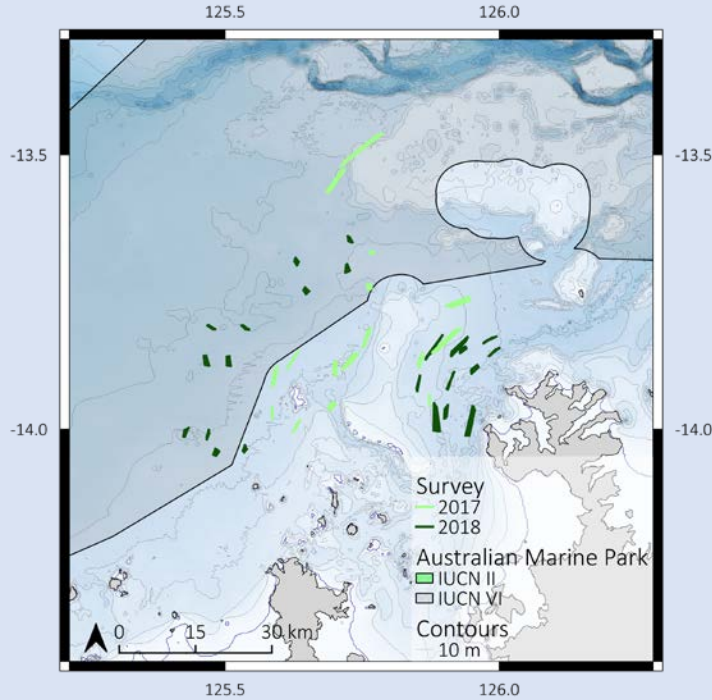 125.5 126.0
-13.5 -13.5
-14.0 -14.0
Survey
2017
2018
Australian Marine Park
IUCN II
IUCN VI
Contours
10 m
0 15 30 km
125.5 126.0